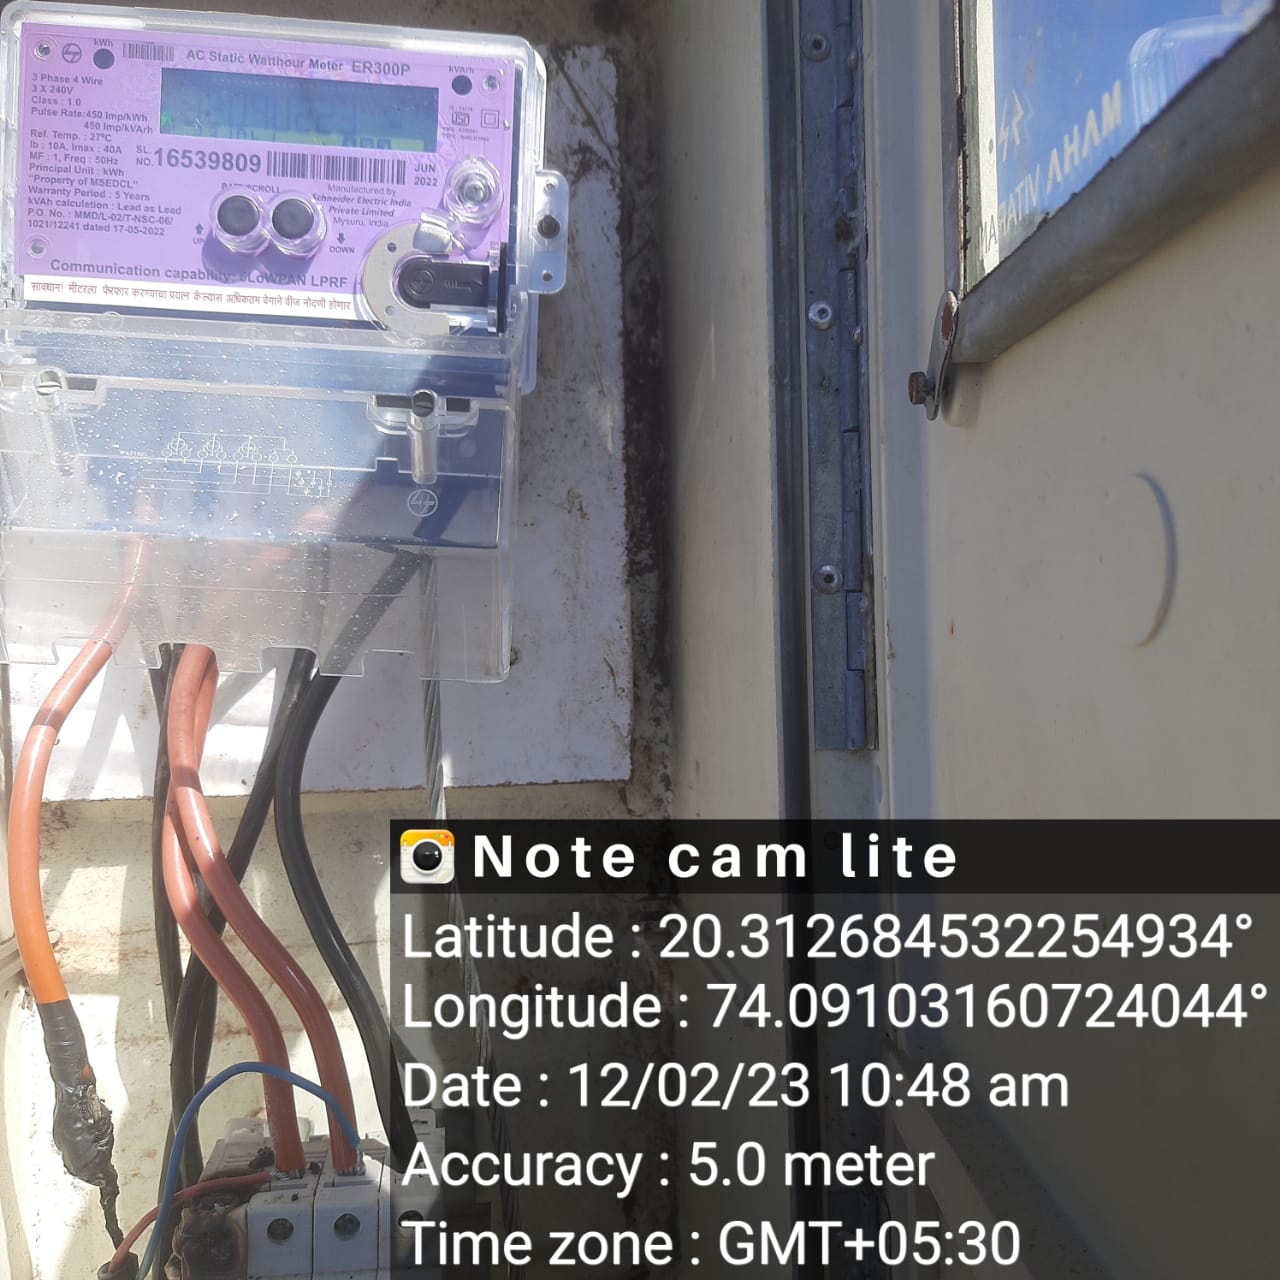 kWh
AC Static Watthour Meter ER300P
kVArh
3 Phase 4 Wire
3 X 240V
Class : 1.0
Pulse Rate:450 Imp/kWh
450 Imp/kVArh
Ref. Temp. : 27°C
Ib : 10A, Imax : 40A
MF : 1, Freq : 50Hz
Principal Unit : kWh
"Property of MSEDCL"
Warranty Period : 5 Years
kVAh calculation : Lead as Lead
P.O. No. : MMD/L-02/T-NSC-06/
1021/12241 dated 17-05-2022
SL. NO. 16539809
JUN 2022
SCROLL
Manufactured by
Schneider Electric India
Private Limited
Mysuru, India
UP
DOWN
Communication capability: 6LoWPAN LPRF
सावधान! मीटरला फेरफार करण्याचा प्रयत्न केल्यास अधिकतम वेगाने वीज नोंदणी होणार
MAHA
Note cam lite
Latitude : 20.312684532254934°
Longitude : 74.09103160724044°
Date : 12/02/23 10:48 am
Accuracy : 5.0 meter
Time zone : GMT+05:30